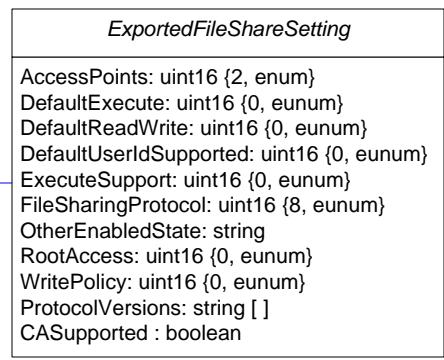 ExportedFileShareSetting
AccessPoints: uint16 {2, enum}
DefaultExecute: uint16 {0, eunum}
DefaultReadWrite: uint16 {0, eunum}
DefaultUserIdSupported: uint16 {0, eunum}
ExecuteSupport: uint16 {0, eunum}
FileSharingProtocol: uint16 {8, eunum}
OtherEnabledState: string
RootAccess: uint16 {0, eunum}
WritePolicy: uint16 {0, eunum}
ProtocolVersions: string [ ]
CASupported : boolean